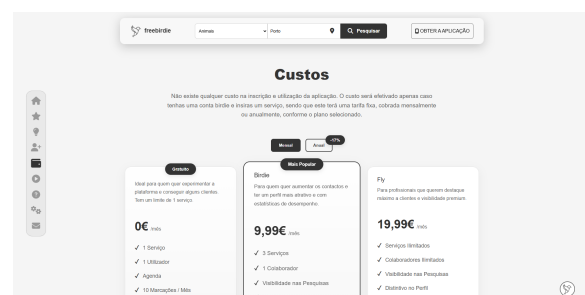 freebirdie
Animais
Porto
Pesquisar
OBTER A APLICAÇÃO
Custos
Não existe qualquer custo na inscrição e utilização da aplicação. O custo será efetivado apenas caso
tenhas uma conta birdie e insiras um serviço, sendo que este terá uma tarifa fixa, cobrada mensalmente
ou anualmente, conforme o plano selecionado.
Mensal
Anual
-17%
Gratuito
Ideal para quem quer experimentar a
plataforma e conseguir alguns clientes.
Tem um limite de 1 serviço.
0€ /mês
✓ 1 Serviço
✓ 1 Utilizador
✓ Agenda
✓ 10 Marcações / Mês
Mais Popular
Birdie
Para quem quer aumentar os contactos e
ter um perfil mais atrativo e com
estatísticas de desempenho.
9,99€ /mês
✓ 3 Serviços
✓ 1 Colaborador
✓ Visibilidade nas Pesquisas
Fly
Para profissionais que querem destaque
máximo a clientes e visibilidade premium.
19,99€ /mês
✓ Serviços Ilimitados
✓ Colaboradores Ilimitados
✓ Visibilidade nas Pesquisas
✓ Distintivo no Perfil